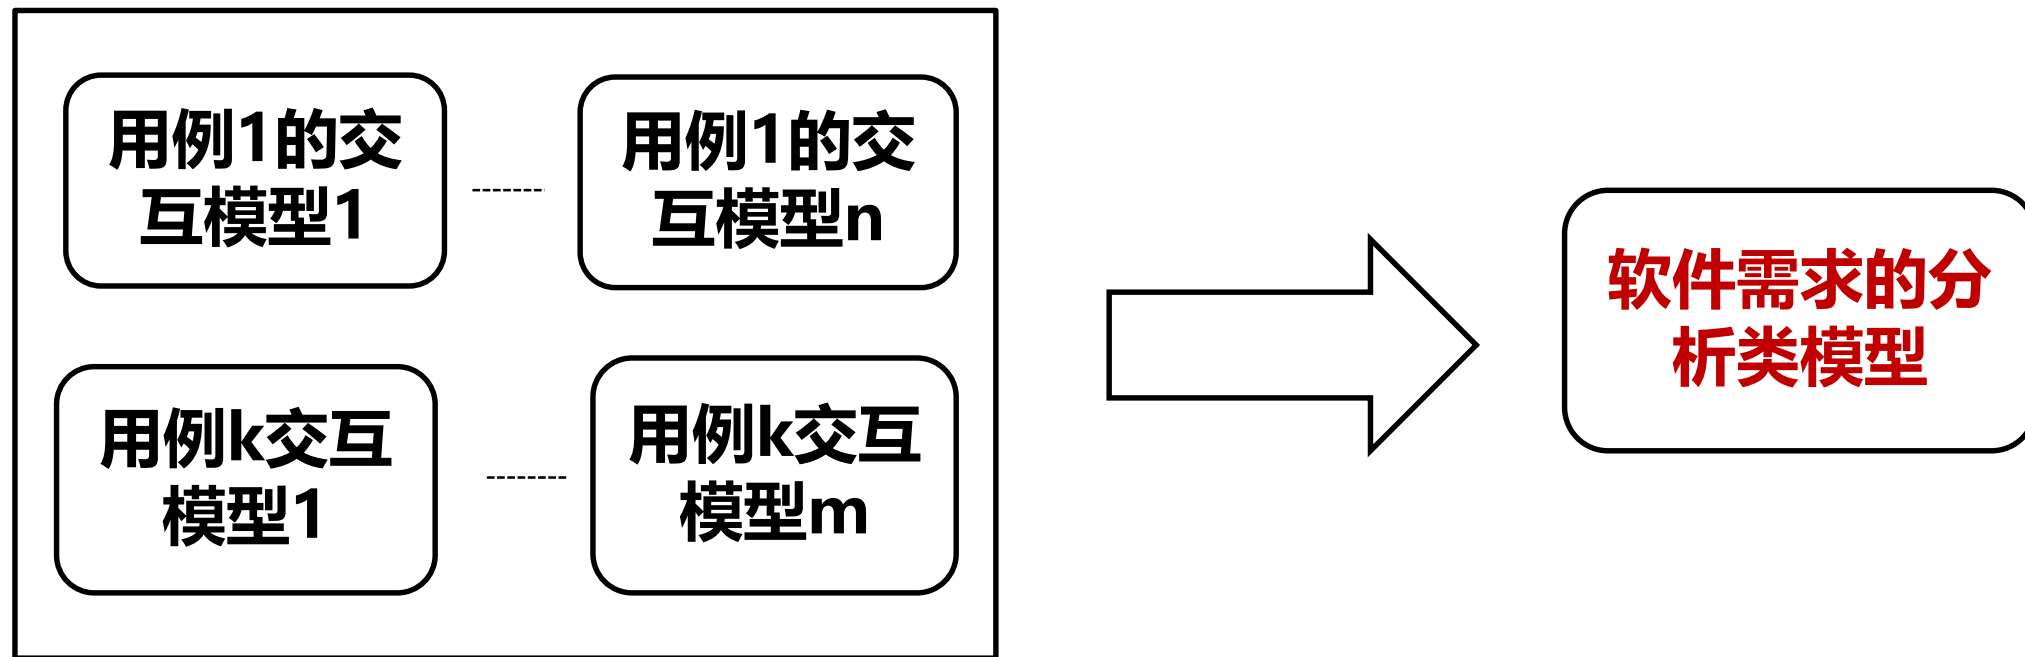 用例1的交
互模型1
用例1的交
互模型n
用例k交互
模型1
用例k交互
模型m
软件需求的分
析类模型